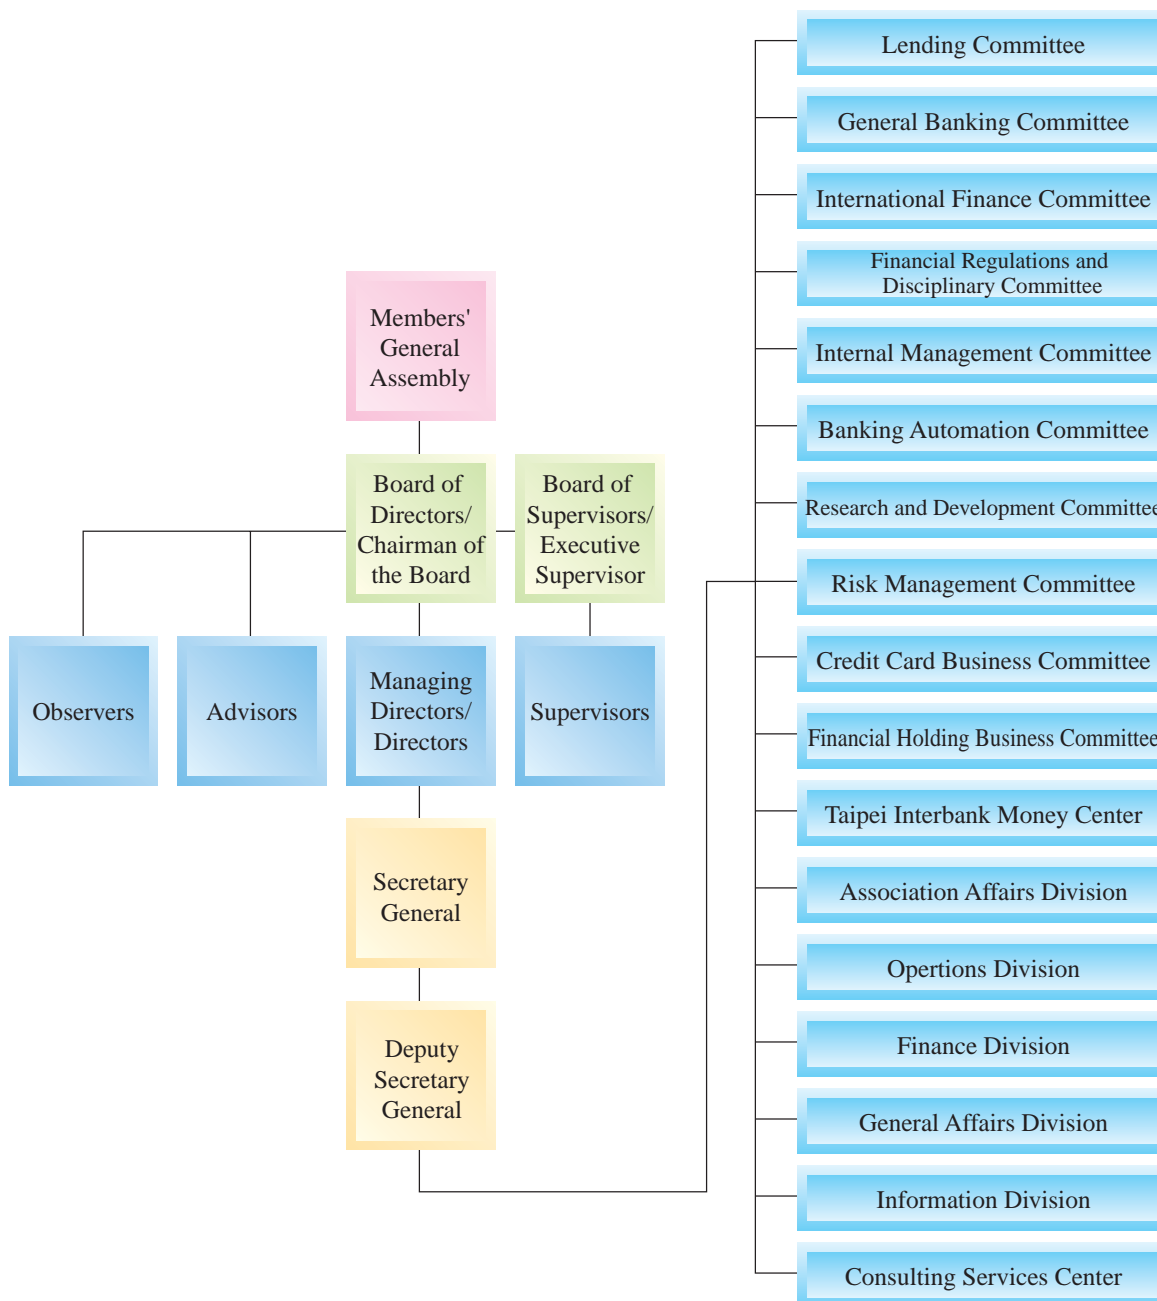 Members'
General
Assembly
Board of
Directors/
Chairman of
the Board
Board of
Supervisors/
Executive
Supervisor
Observers
Advisors
Managing
Directors/
Directors
Supervisors
Secretary
General
Deputy
Secretary
General
Lending Committee
General Banking Committee
International Finance Committee
Financial Regulations and
Disciplinary Committee
Internal Management Committee
Banking Automation Committee
Research and Development Committee
Risk Management Committee
Credit Card Business Committee
Financial Holding Business Committee
Taipei Interbank Money Center
Association Affairs Division
Opertions Division
Finance Division
General Affairs Division
Information Division
Consulting Services Center